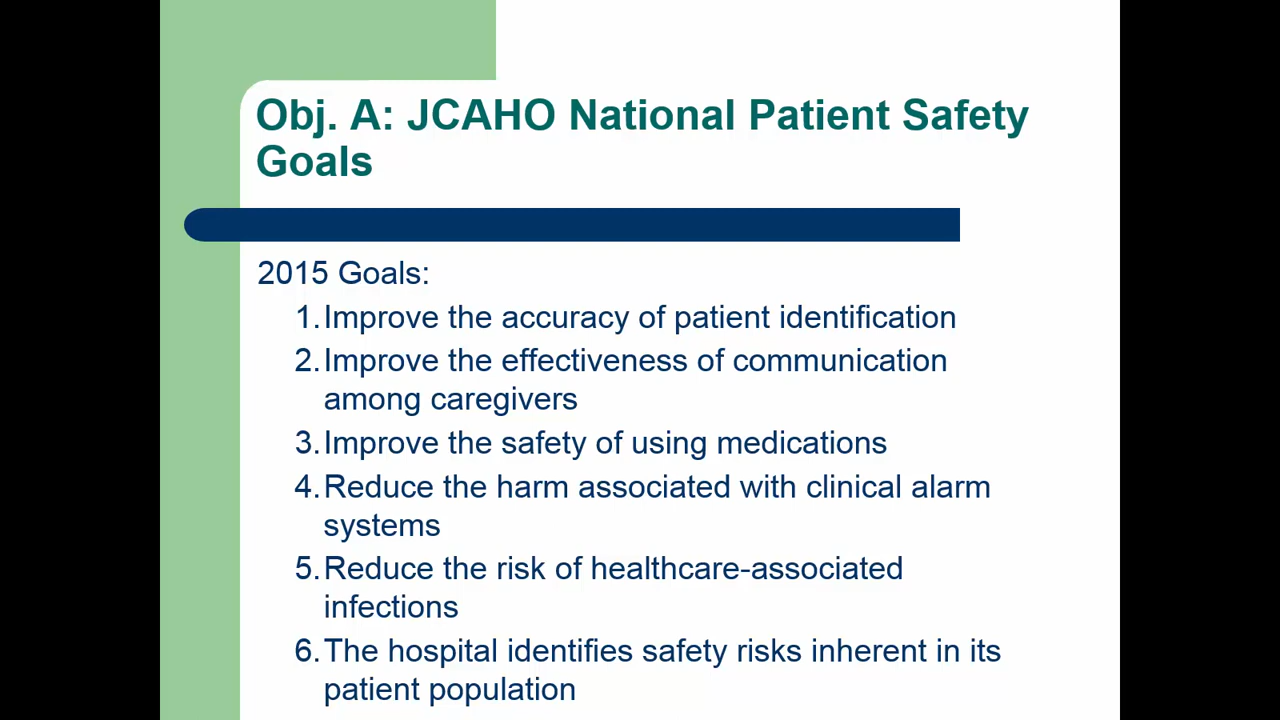 Obj. A: JCAHO National Patient Safety
Goals
2015 Goals:
1. Improve the accuracy of patient identification
2. Improve the effectiveness of communication
among caregivers
3. Improve the safety of using medications
4. Reduce the harm associated with clinical alarm
systems
5. Reduce the risk of healthcare-associated
infections
6. The hospital identifies safety risks inherent in its
patient population